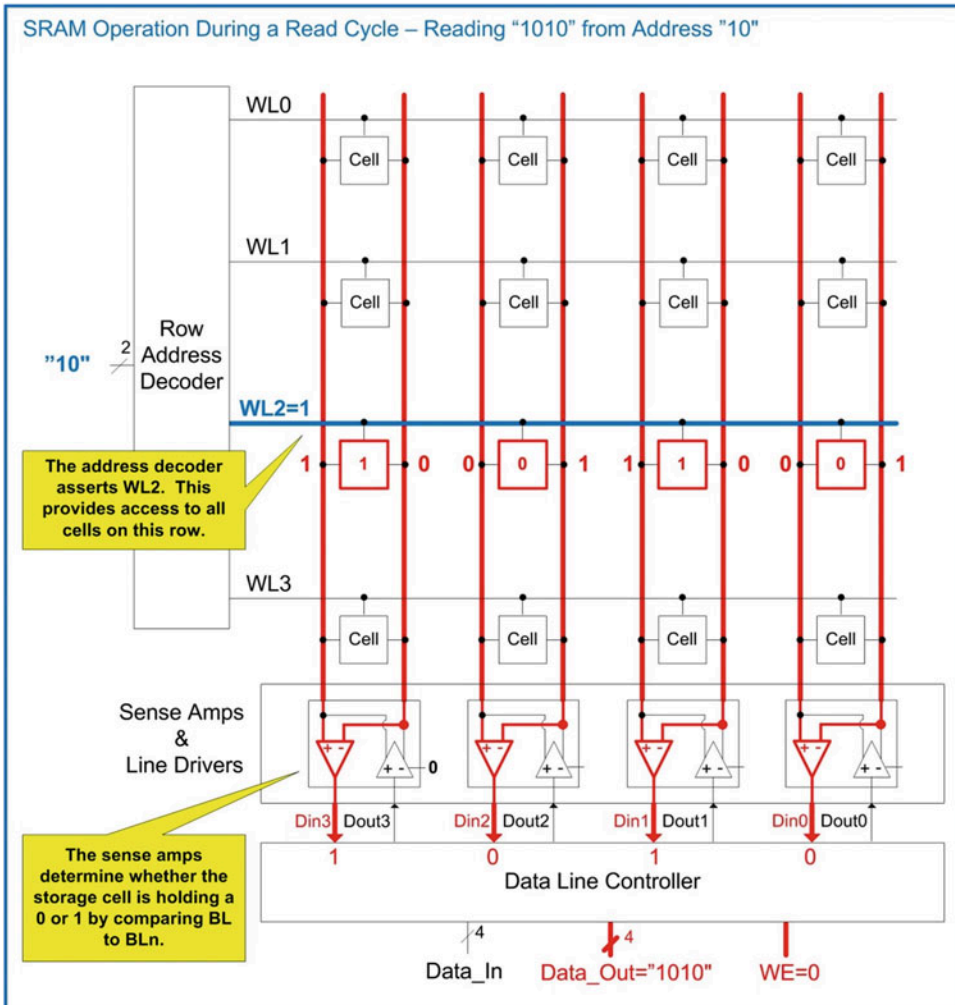 SRAM Operation During a Read Cycle – Reading “1010” from Address ”10"
WL0
Cell Cell Cell Cell
WL1
Cell Cell Cell Cell
Row
Address
Decoder
”10"
2
WL2=1
1 1 0 0 0 1 1 1 0 0 0 1
The address decoder
asserts WL2. This
provides access to all
cells on this row.
WL3
Cell Cell Cell Cell
Sense Amps
&
Line Drivers
+ - + - 0 + - + - + - + - + - + -
Din3 Dout3 Din2 Dout2 Din1 Dout1 Din0 Dout0
1 0 1 0
The sense amps
determine whether the
storage cell is holding a
0 or 1 by comparing BL
to BLn.
Data Line Controller
4 4
Data_In Data_Out=”1010" WE=0